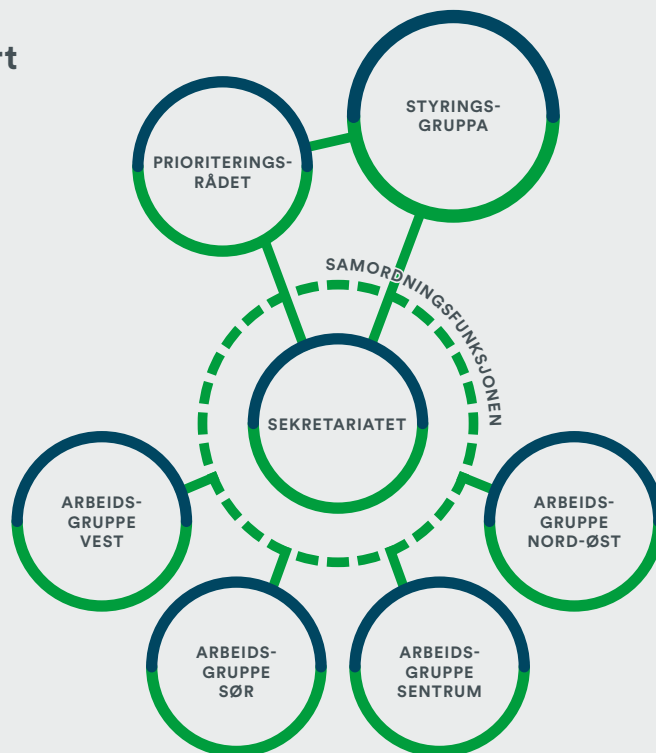 rt
STYRINGS-
GRUPPA
PRIORITERINGS-
RÅDET
SAMORDNINGSFUNKSJONEN
SEKRETARIATET
ARBEIDS-
GRUPPE
VEST
ARBEIDS-
GRUPPE
NORD-ØST
ARBEIDS-
GRUPPE
SØR
ARBEIDS-
GRUPPE
SENTRUM